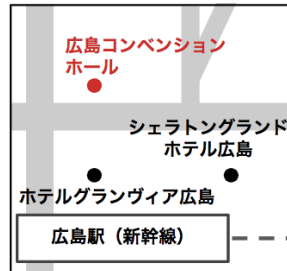 広島コンベンション
ホール
シェラトングランド
ホテル広島
ホテルグランヴィア広島
広島駅（新幹線）